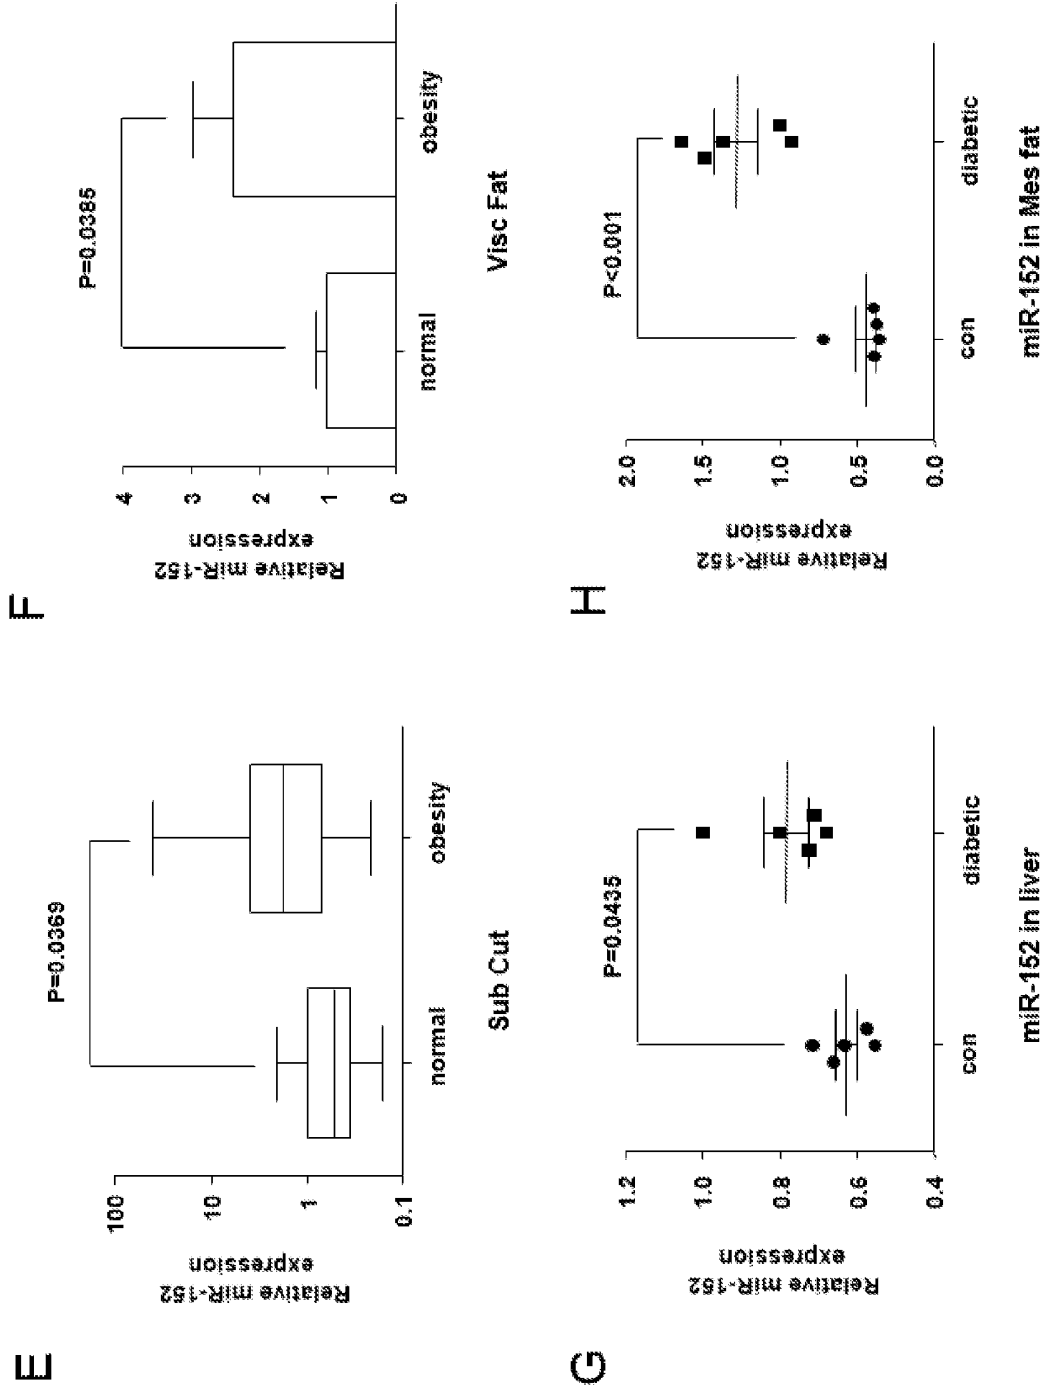 E
P=0.0369
Relative miR-152
expression
100
10
1
0.1
normal
obesity
Sub Cut
F
P=0.0385
Relative miR-152
expression
4
3
2
1
0
normal
obesity
Visc Fat
G
P=0.0435
Relative miR-152
expression
1.2
1.0
0.8
0.6
0.4
con
diabetic
miR-152 in liver
H
P<0.001
Relative miR-152
expression
2.0
1.5
1.0
0.5
0.0
con
diabetic
miR-152 in Mes fat